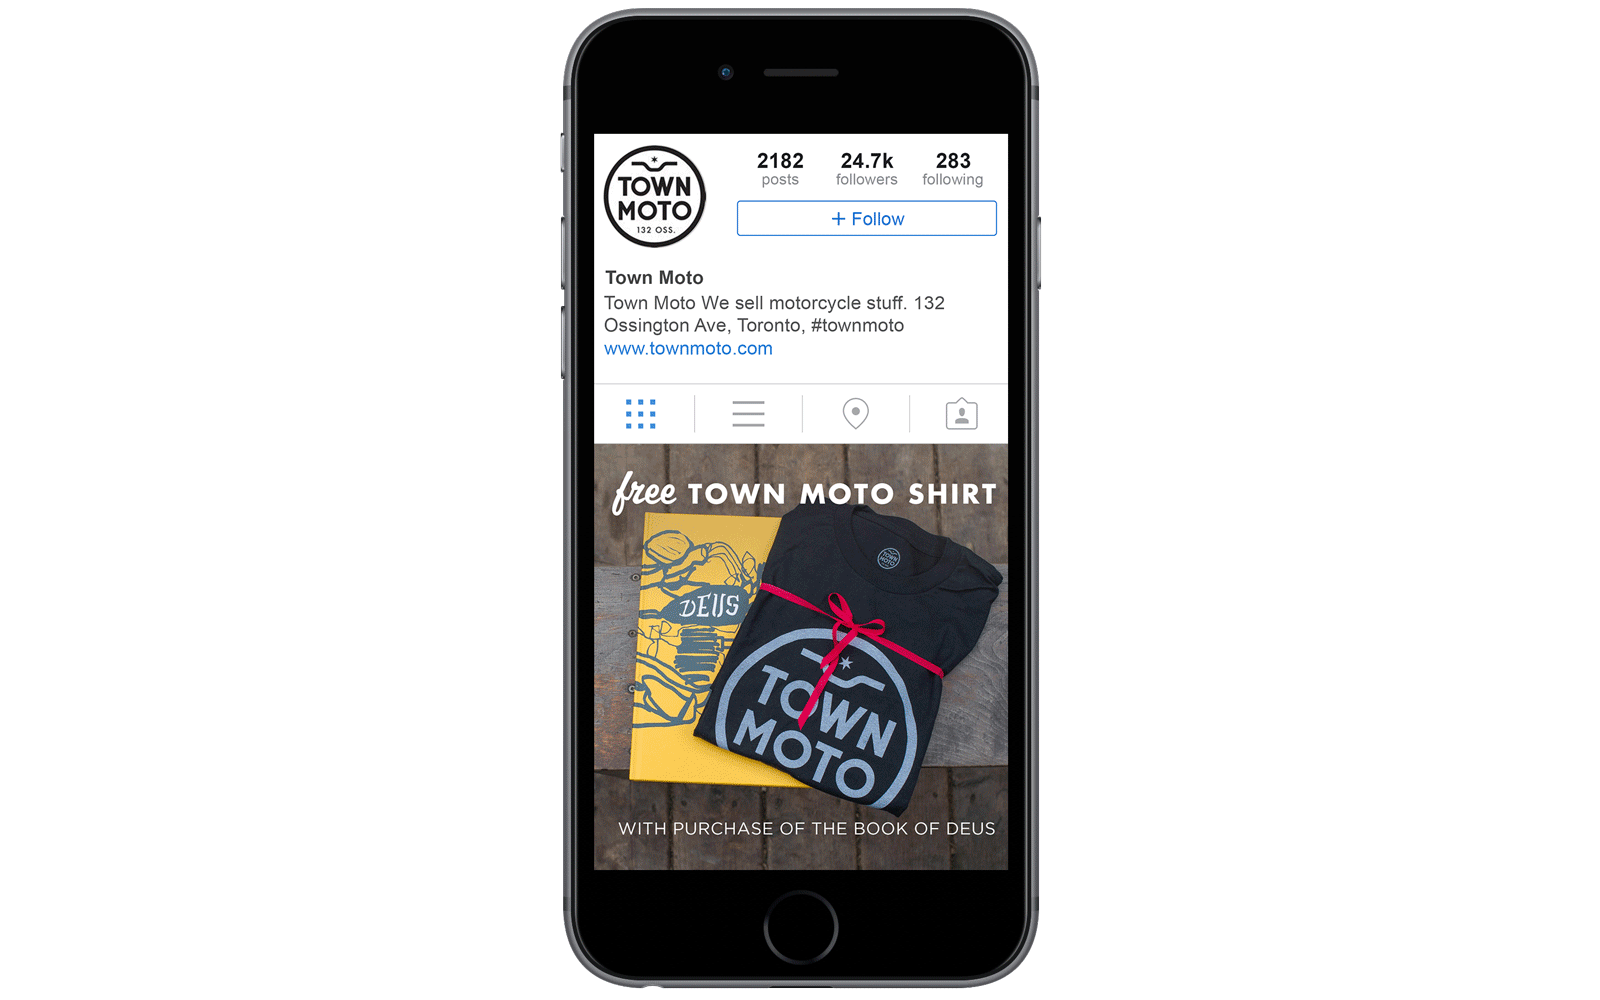 TOWN
MOTO
132 OSS.
2182 24.7k 283
posts followers following
+ Follow
Town Moto
Town Moto We sell motorcycle stuff. 132
Ossington Ave, Toronto, #townmoto
www.townmoto.com
free TOWN MOTO SHIRT
TOWN
MOTO
DEUS
TOWN
MOTO
WITH PURCHASE OF THE BOOK OF DEUS